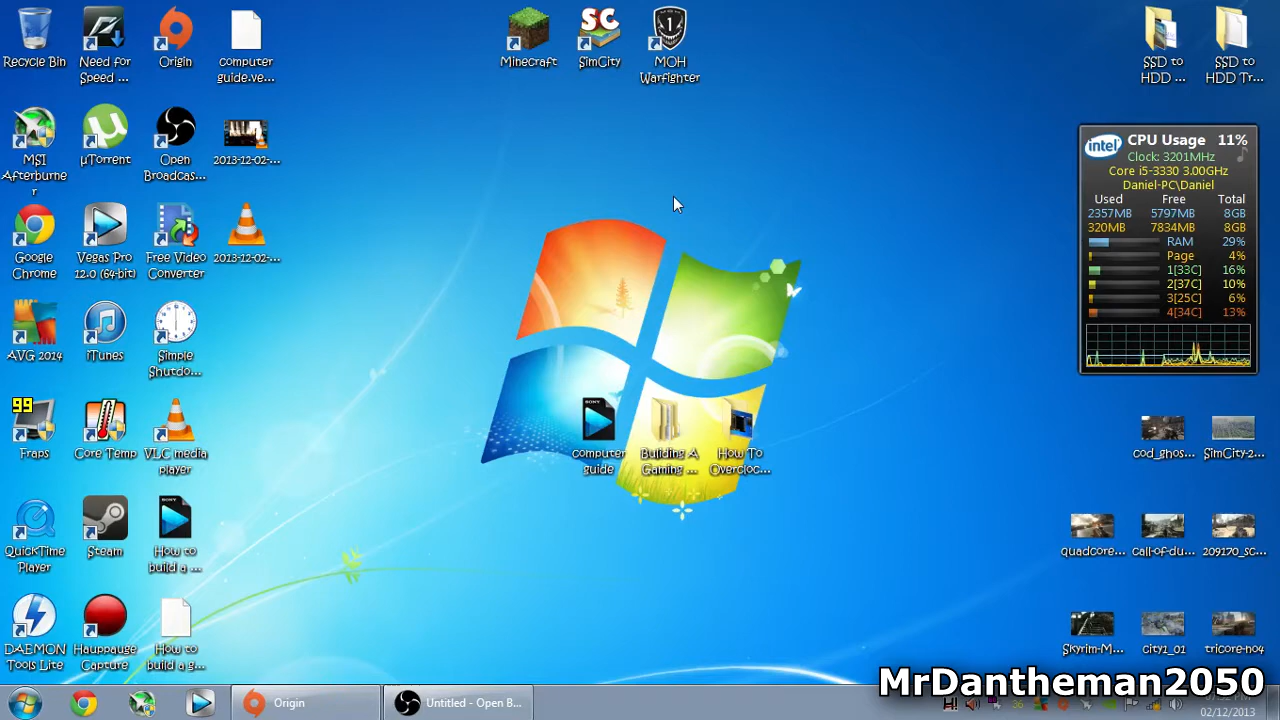 Recycle Bin
Need for
Speed ...
Origin
computer
guide.ve...
Minecraft
SC
SimCity
1
MOH
Warfighter
SSD to
HDD ...
SSD to
HDD Tr...
MSI
Afterburne
r
µTorrent
Open
Broadcas...
2013-12-02-...
Google
Chrome
Vegas Pro
12.0 (64-bit)
Free Video
Converter
2013-12-02-...
intel
CPU Usage 11%
Clock: 3201MHz
Core i5-3330 3.00GHz
Daniel-PC\Daniel
Used Free Total
2357MB 5797MB 8GB
320MB 7834MB 8GB
RAM 29%
Page 4%
1[33C] 16%
2[37C] 10%
3[25C] 6%
4[34C] 13%
AVG 2014
iTunes
Simple
Shutdo...
99
Fraps
Core Temp
VLC media
player
SONY
computer
guide
Building A
Gaming ...
How To
Overcloc...
cod_ghos...
SimCity-2...
QuickTime
Player
Steam
SONY
How to
build a ...
quadcore...
call-of-du...
209170_sc...
DAEMON
Tools Lite
Hauppauge
Capture
How to
build a g...
Skyrim-M...
city1_01
tricore-no4
MrDantheman2050
Origin
Untitled - Open B...
02/12/2013